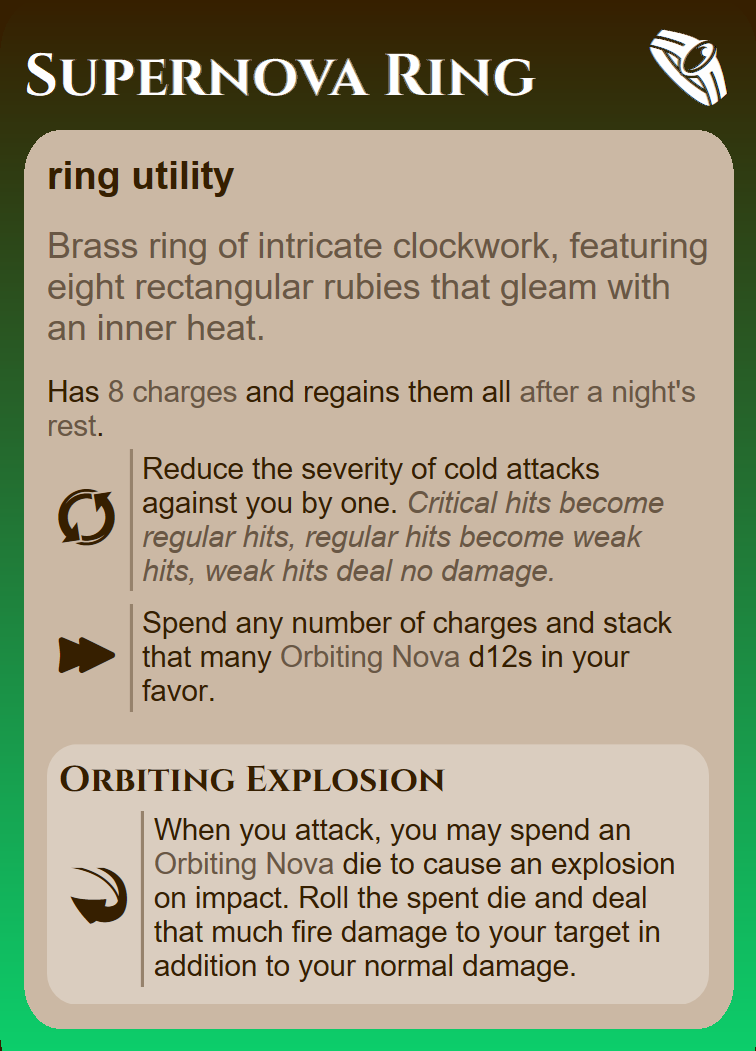 Supernova Ring
ring utility
Brass ring of intricate clockwork, featuring
eight rectangular rubies that gleam with
an inner heat.
Has 8 charges and regains them all after a night's
rest.
Reduce the severity of cold attacks
against you by one. Critical hits become
regular hits, regular hits become weak
hits, weak hits deal no damage.
Spend any number of charges and stack
that many Orbiting Nova d12s in your
favor.
Orbiting Explosion
When you attack, you may spend an
Orbiting Nova die to cause an explosion
on impact. Roll the spent die and deal
that much fire damage to your target in
addition to your normal damage.